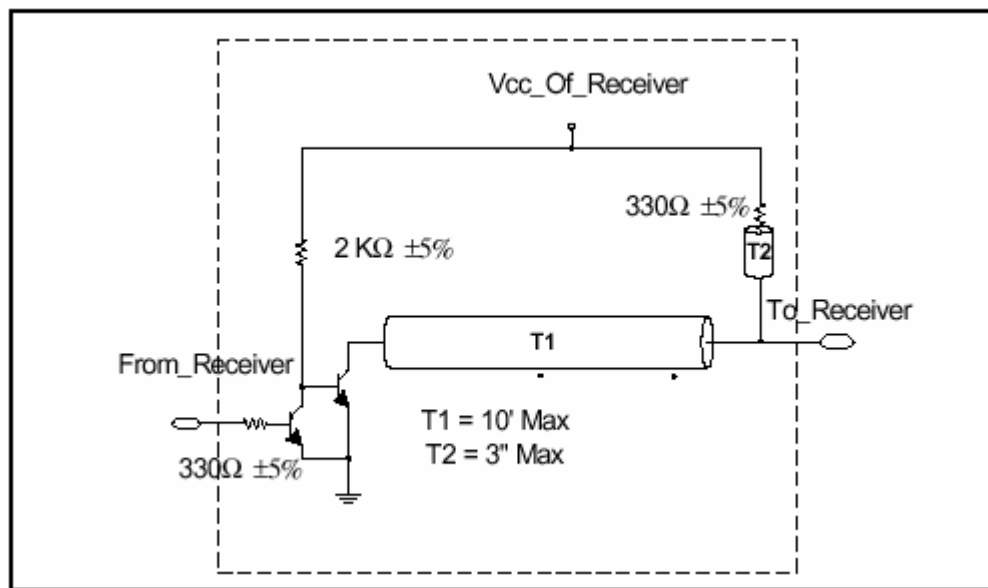 Vcc_Of_Receiver
330Ω ±5%
2 KΩ ±5%
T2
To_Receiver
T1
From_Receiver
T1 = 10' Max
T2 = 3" Max
330Ω ±5%